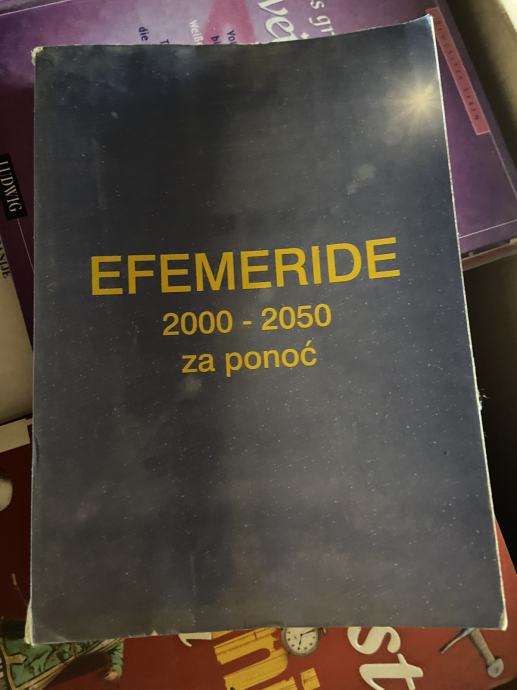 EFEMERIDE
2000 - 2050
za ponoć
LUDWIG